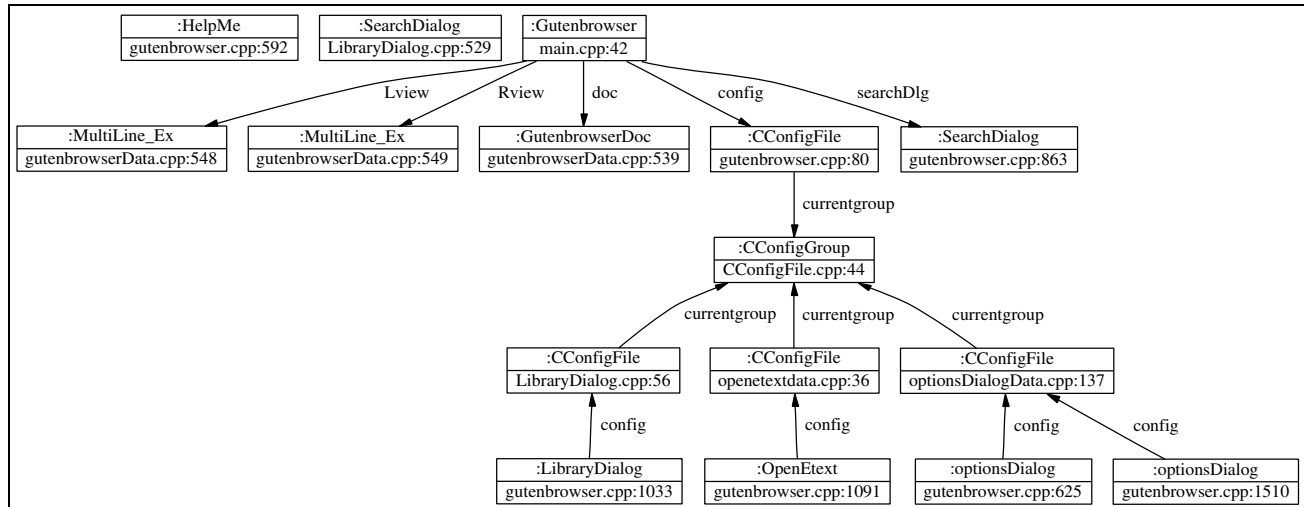 :HelpMe
gutenbrowser.cpp:592
:SearchDialog
LibraryDialog.cpp:529
:Gutenbrowser
main.cpp:42
Lview
Rview
doc
config
searchDlg
:MultiLine_Ex
gutenbrowserData.cpp:548
:MultiLine_Ex
gutenbrowserData.cpp:549
:GutenbrowserDoc
gutenbrowserData.cpp:539
:CConfigFile
gutenbrowser.cpp:80
:SearchDialog
gutenbrowser.cpp:863
currentgroup
:CConfigGroup
CConfigFile.cpp:44
currentgroup
currentgroup
currentgroup
:CConfigFile
LibraryDialog.cpp:56
:CConfigFile
openetextdata.cpp:36
:CConfigFile
optionsDialogData.cpp:137
config
config
config
config
:LibraryDialog
gutenbrowser.cpp:1033
:OpenEtext
gutenbrowser.cpp:1091
:optionsDialog
gutenbrowser.cpp:625
:optionsDialog
gutenbrowser.cpp:1510